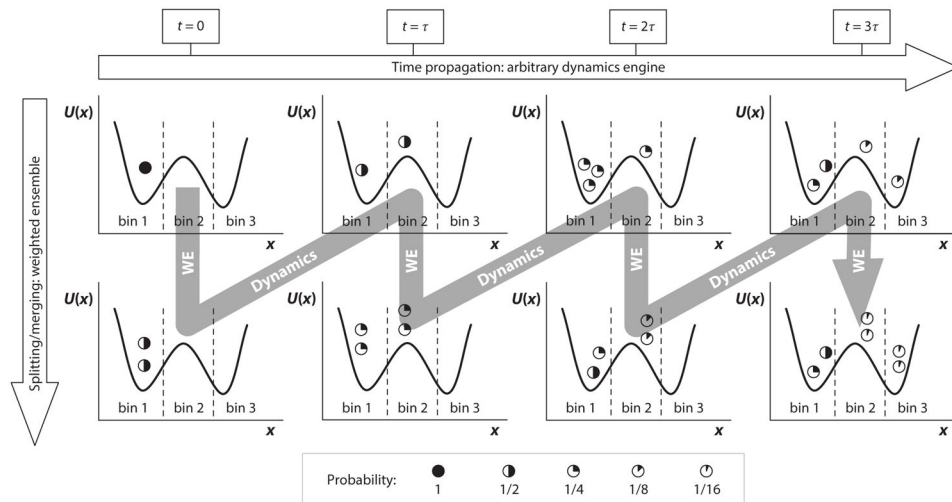 t = 0
t = τ
t = 2τ
t = 3τ
Time propagation: arbitrary dynamics engine
Splitting/merging: weighted ensemble
U(x)
U(x)
U(x)
U(x)
bin 1 bin 2 bin 3
bin 1 bin 2 bin 3
bin 1 bin 2 bin 3
bin 1 bin 2 bin 3
x
x
x
x
WE
Dynamics
WE
Dynamics
WE
Dynamics
WE
U(x)
U(x)
U(x)
U(x)
bin 1 bin 2 bin 3
bin 1 bin 2 bin 3
bin 1 bin 2 bin 3
bin 1 bin 2 bin 3
x
x
x
x
Probability:
1
1/2
1/4
1/8
1/16